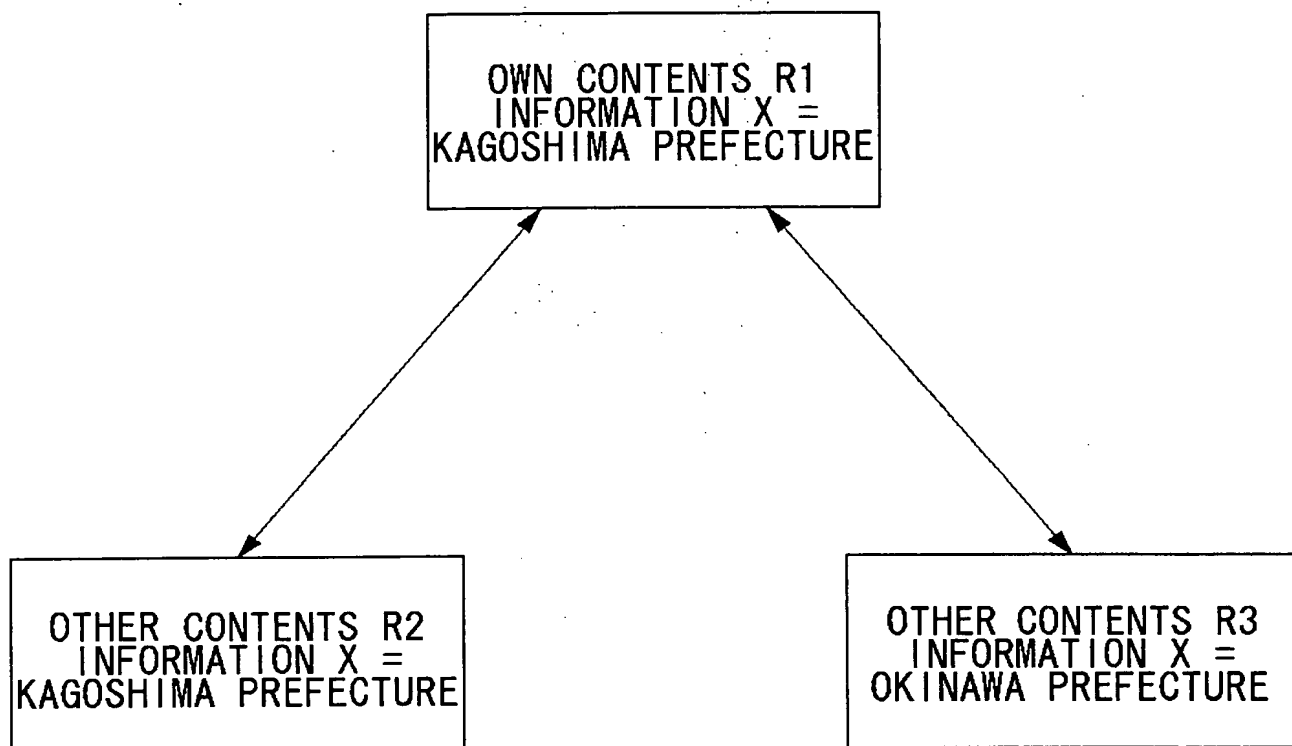 OWN CONTENTS R1
INFORMATION X =
KAGOSHIMA PREFECTURE
OTHER CONTENTS R2
INFORMATION X =
KAGOSHIMA PREFECTURE
OTHER CONTENTS R3
INFORMATION X =
OKINAWA PREFECTURE